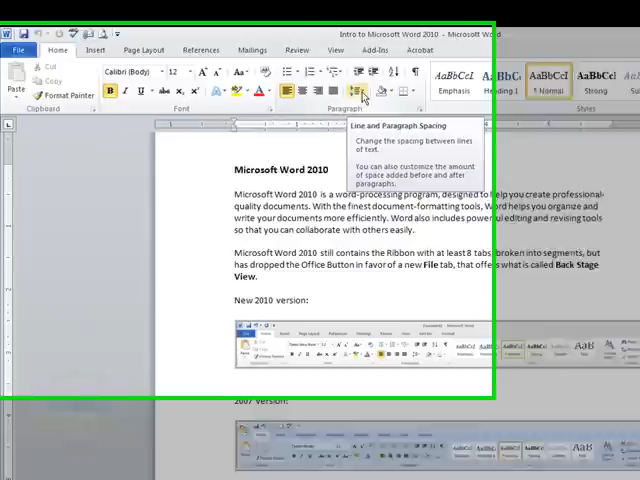 Intro to Microsoft Word 2010 - Microsoft Word
File Home Insert Page Layout References Mailings Review View Add-Ins Acrobat
Paste
Cut
Copy
Format Painter
Calibri (Body) 12
B I U
AaBbCcI AaBbCc AaBbCcI AaBbCcI
Emphasis Heading 1 ¶ Normal Strong
Clipboard Font Paragraph Styles
Line and Paragraph Spacing
Change the spacing between lines
of text.
You can also customize the amount
of space added before and after
paragraphs.
Microsoft Word 2010
Microsoft Word 2010 is a word-processing program, designed to help you create professional-
quality documents. With the finest document-formatting tools, Word helps you organize and
write your documents more efficiently. Word also includes powerful editing and revising tools
so that you can collaborate with others easily.
Microsoft Word 2010 still contains the Ribbon with at least 8 tabs, broken into segments, but
has dropped the Office Button in favor of a new File tab, that offers what is called Back Stage
View.
New 2010 version:
2007 version: